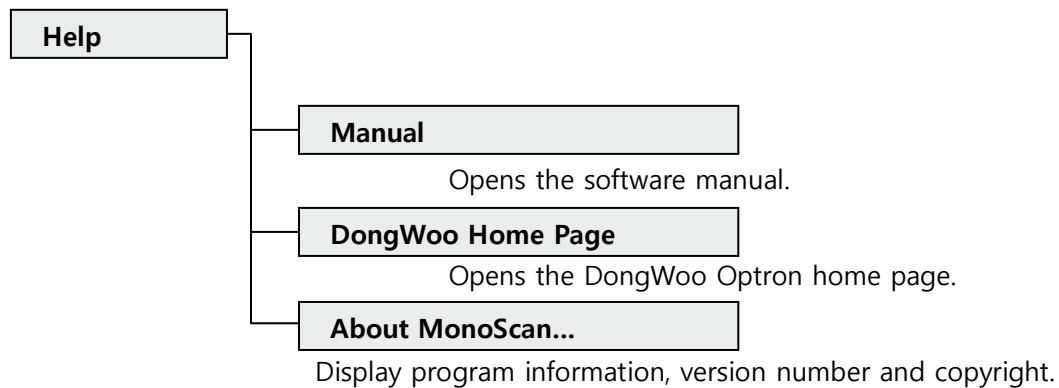 Help
Manual
Opens the software manual.
DongWoo Home Page
Opens the DongWoo Optron home page.
About MonoScan...
Display program information, version number and copyright.